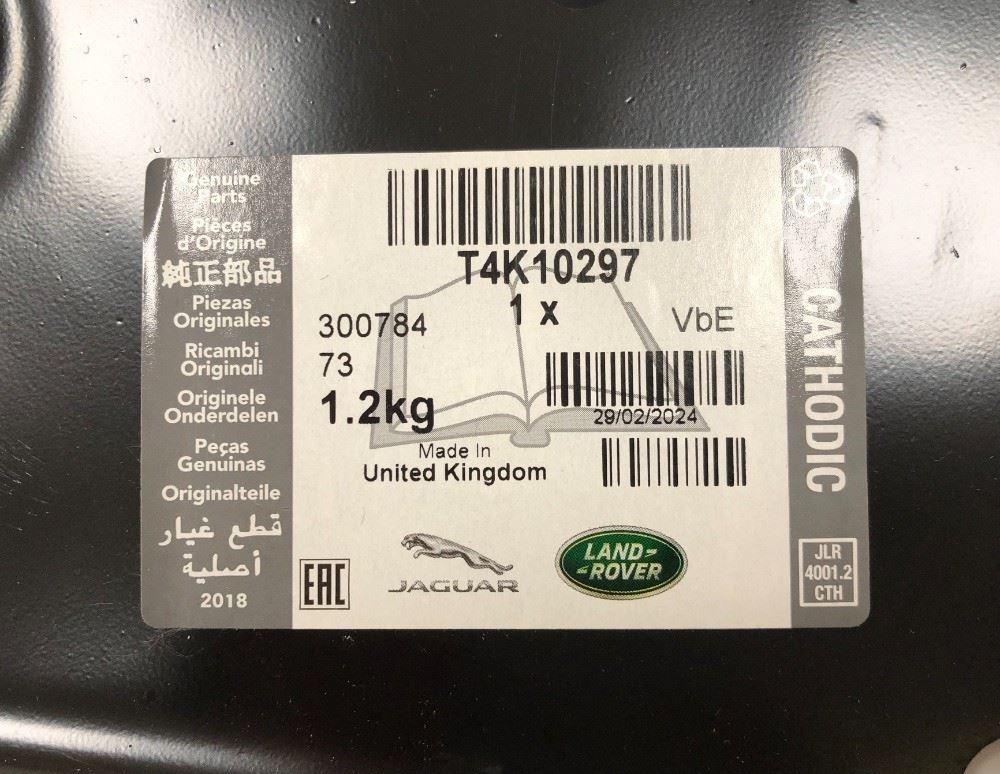 Genuine
Parts
Pièces
d'Origine
純正部品
Piezas
Originales
Ricambi
Originali
Originele
Onderdelen
Peças
Genuinas
Originalteile
قطع غيار
أصلية
2018
T4K10297
1 x
300784
VbE
73
1.2kg
29/02/2024
Made In
United Kingdom
EAC
JAGUAR
LAND-
-ROVER
CATHODIC
JLR
4001.2
CTH